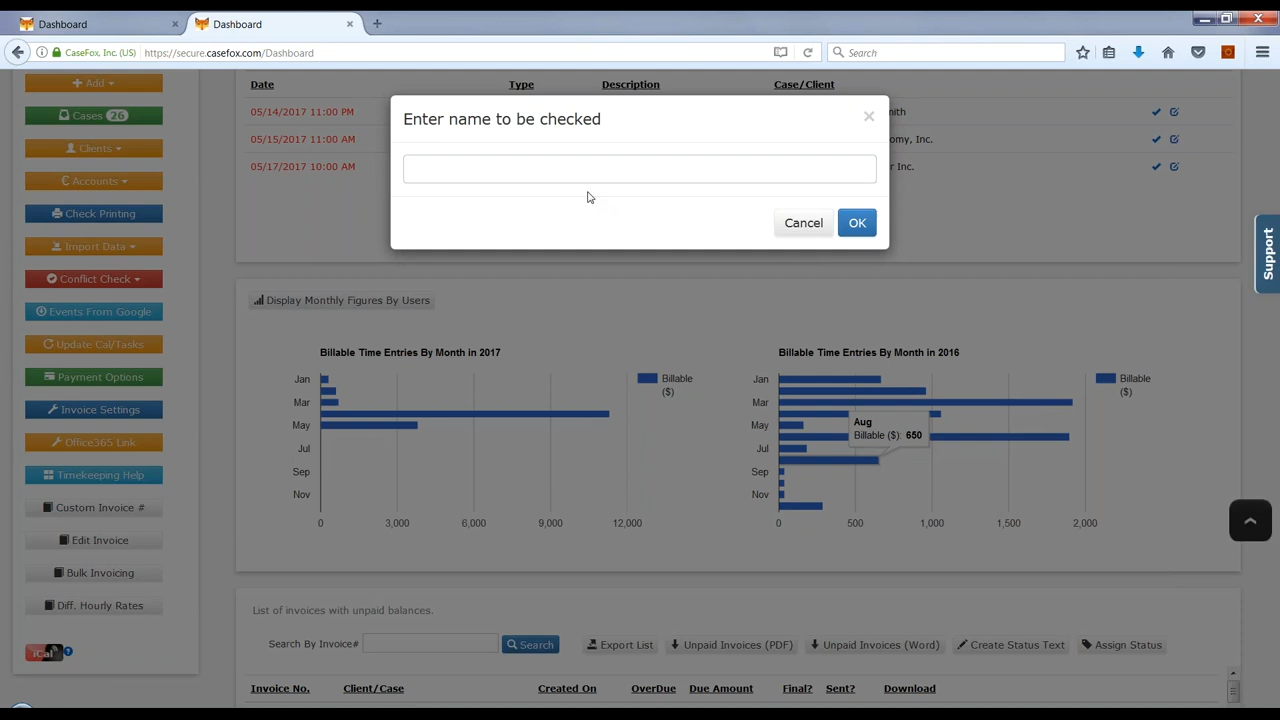 Dashboard
Dashboard
CaseFox, Inc. (US)
https://secure.casefox.com/Dashboard
Search
Add
Cases 26
Clients
€ Accounts
Check Printing
Import Data
Conflict Check
Events From Google
Update Cal/Tasks
Payment Options
Invoice Settings
Office365 Link
Timekeeping Help
Custom Invoice #
Edit Invoice
Bulk Invoicing
Diff. Hourly Rates
iCal
Date Type Description Case/Client
05/14/2017 11:00 PM mith
05/15/2017 11:00 AM omy, Inc.
05/17/2017 10:00 AM r Inc.
Enter name to be checked
×
Cancel
OK
Support
Display Monthly Figures By Users
Billable Time Entries By Month in 2017
Jan
Mar
May
Jul
Sep
Nov
0 3,000 6,000 9,000 12,000
Billable
($)
Billable Time Entries By Month in 2016
Jan
Mar
May
Jul
Sep
Nov
0 500 1,000 1,500 2,000
Billable
($)
Aug
Billable ($): 650
List of invoices with unpaid balances.
Search By Invoice#
Search
Export List
Unpaid Invoices (PDF)
Unpaid Invoices (Word)
Create Status Text
Assign Status
Invoice No. Client/Case Created On OverDue Due Amount Final? Sent? Download